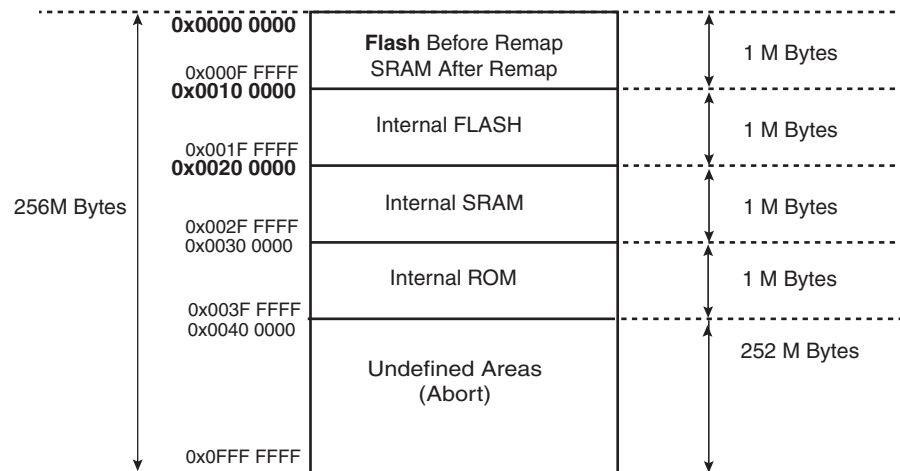 0x0000 0000
Flash Before Remap
SRAM After Remap
1 M Bytes
0x000F FFFF
0x0010 0000
Internal FLASH
1 M Bytes
0x001F FFFF
0x0020 0000
256M Bytes
Internal SRAM
1 M Bytes
0x002F FFFF
0x0030 0000
Internal ROM
1 M Bytes
0x003F FFFF
0x0040 0000
252 M Bytes
Undefined Areas
(Abort)
0x0FFF FFFF